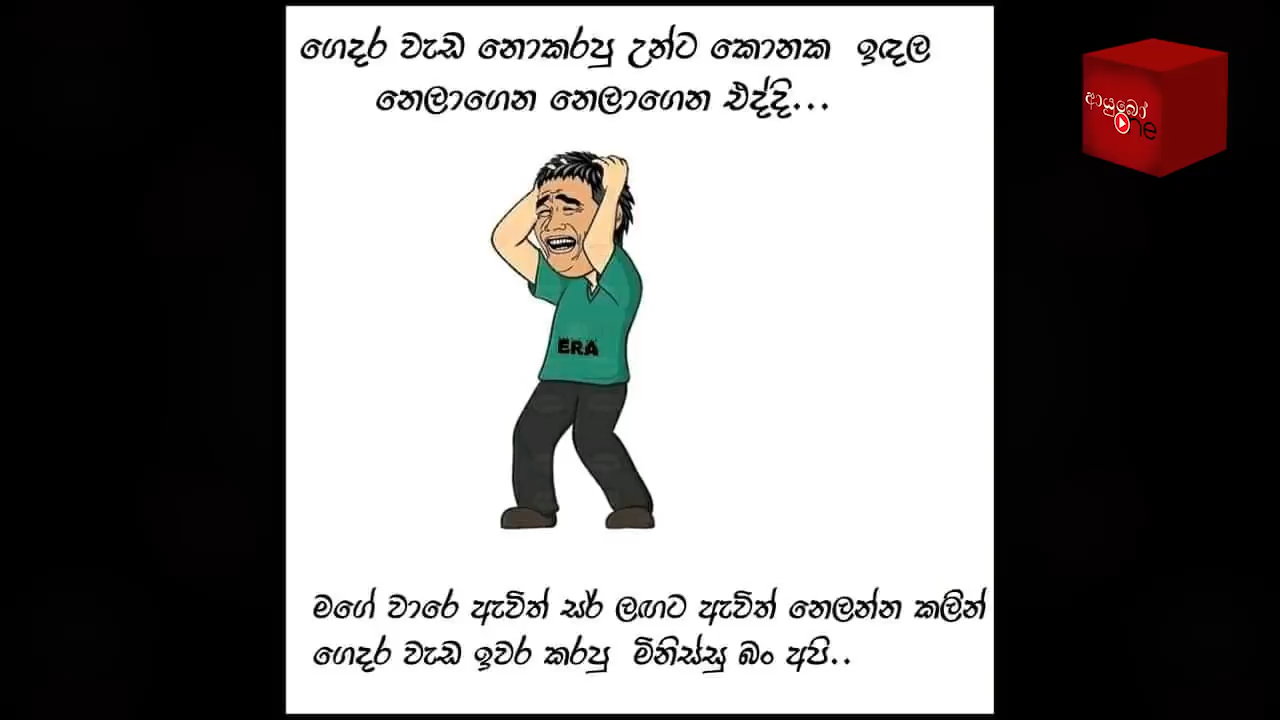 ගෙදර වැඩ නොකරපු උන්ට කොනක ඉඳල
නෙලාගෙන නෙලාගෙන එද්දි...
ආයුබෝ
One
ERA
මගේ වාරෙ ඇවිත් සර් ලඟට ඇවිත් නෙලන්න කලින්
ගෙදර වැඩ ඉවර කරපු මිනිස්සු බං අපි..